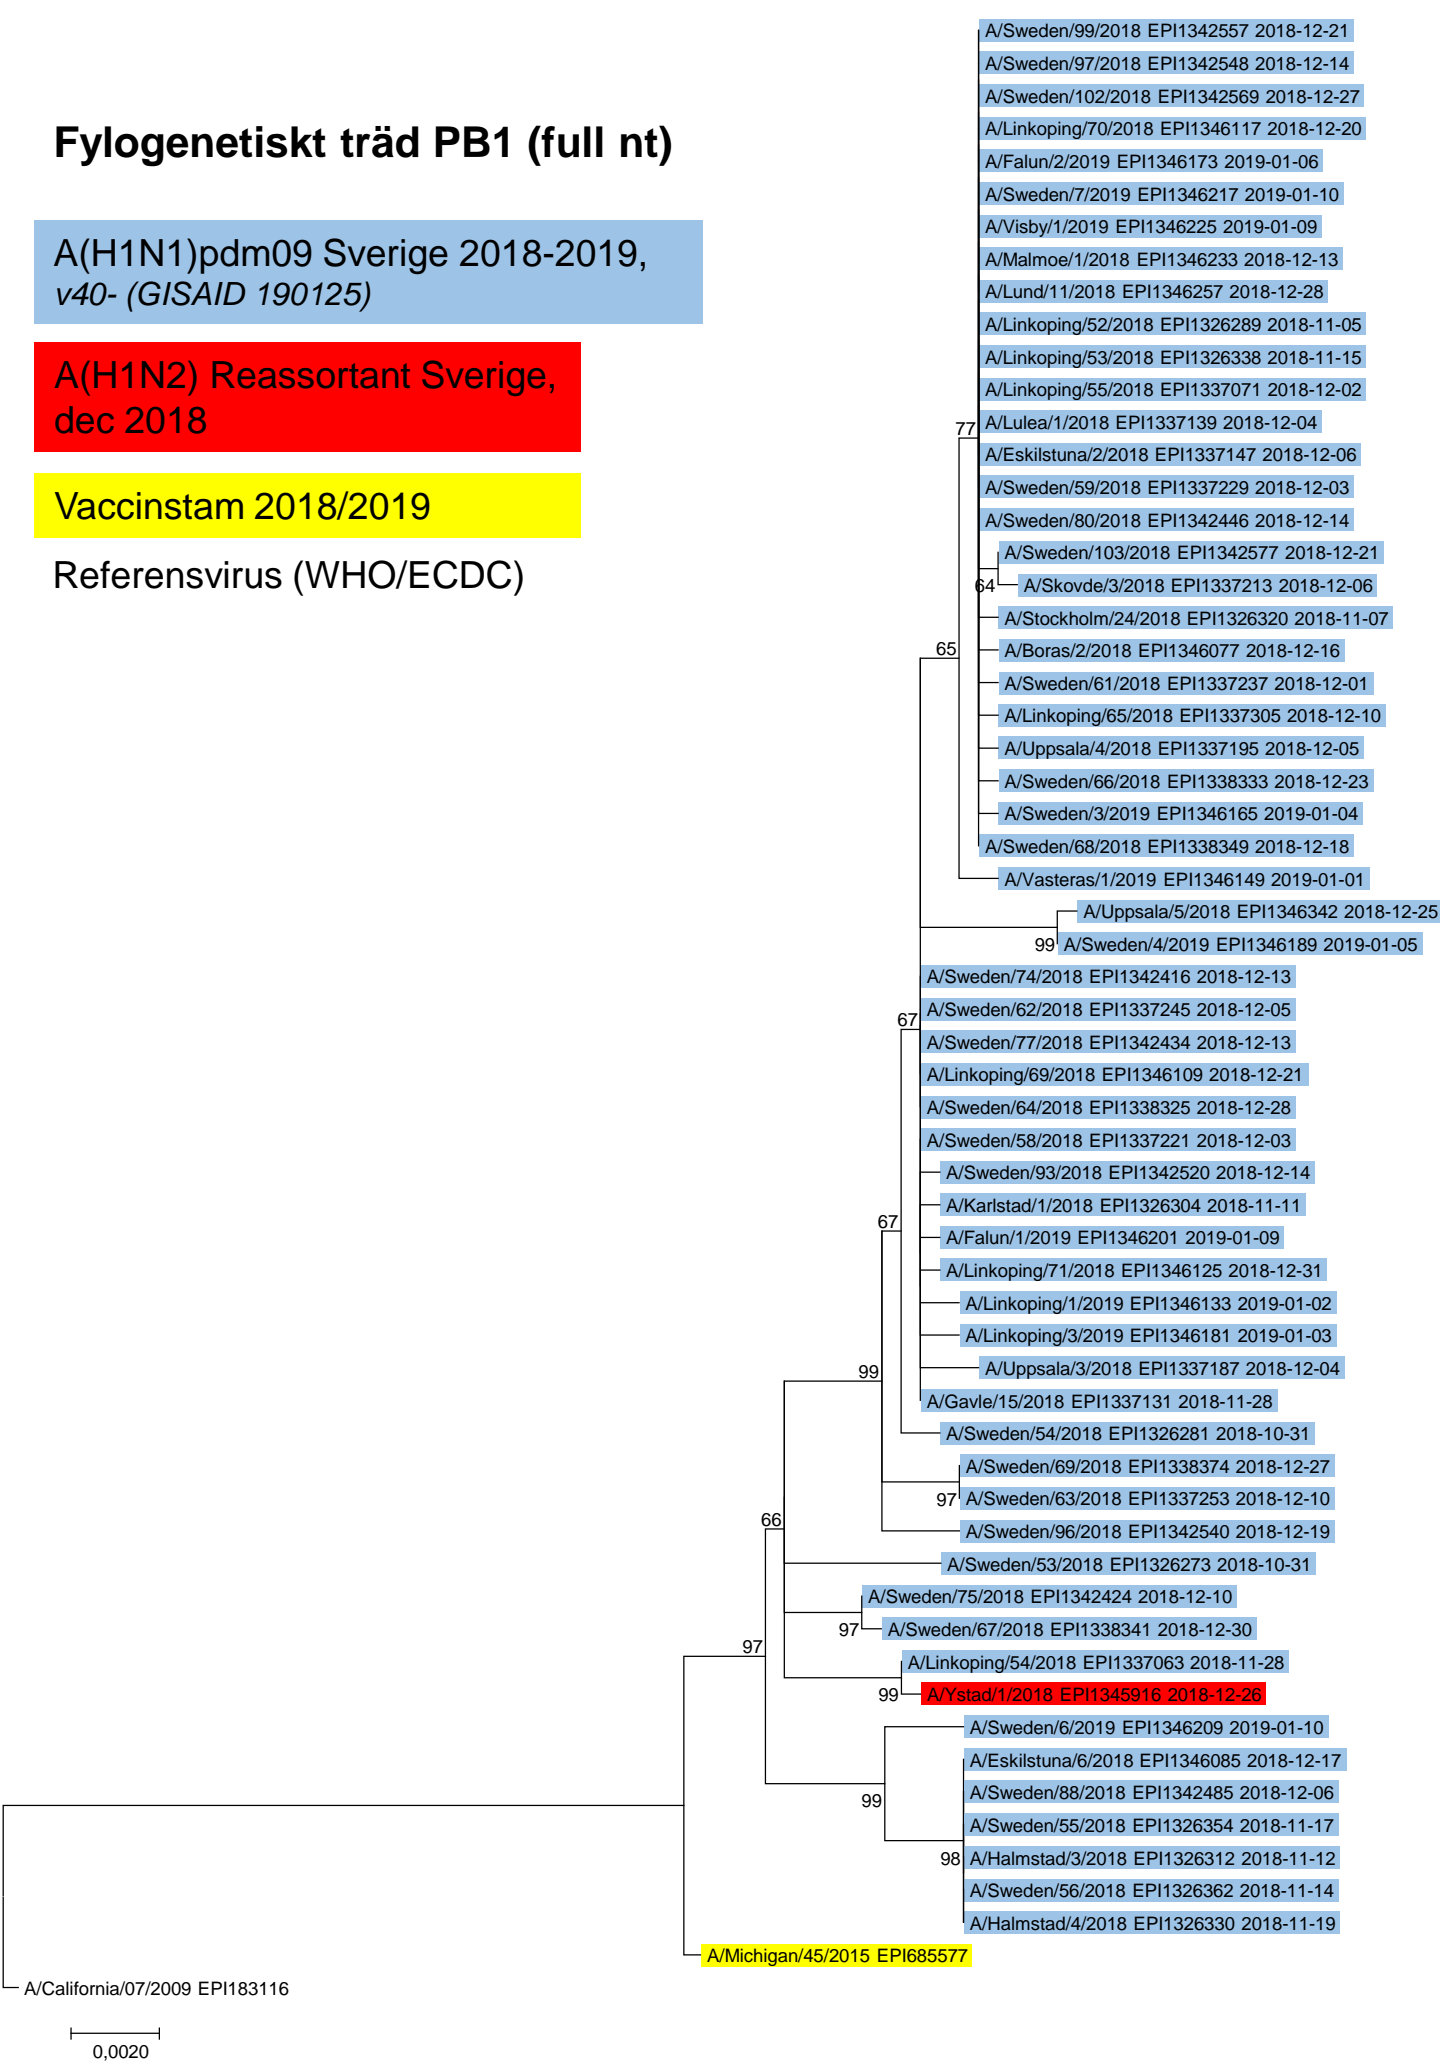 Fylogenetiskt träd PB1 (full nt)
A(H1N1)pdm09 Sverige 2018-2019,
v40- (GISAID 190125)
A(H1N2) Reassortant Sverige,
dec 2018
Vaccinstam 2018/2019
Referensvirus (WHO/ECDC)
A/Sweden/99/2018 EPI1342557 2018-12-21
A/Sweden/97/2018 EPI1342548 2018-12-14
A/Sweden/102/2018 EPI1342569 2018-12-27
A/Linkoping/70/2018 EPI1346117 2018-12-20
A/Falun/2/2019 EPI1346173 2019-01-06
A/Sweden/7/2019 EPI1346217 2019-01-10
A/Visby/1/2019 EPI1346225 2019-01-09
A/Malmoe/1/2018 EPI1346233 2018-12-13
A/Lund/11/2018 EPI1346257 2018-12-28
A/Linkoping/52/2018 EPI1326289 2018-11-05
A/Linkoping/53/2018 EPI1326338 2018-11-15
A/Linkoping/55/2018 EPI1337071 2018-12-02
A/Lulea/1/2018 EPI1337139 2018-12-04
77
A/Eskilstuna/2/2018 EPI1337147 2018-12-06
A/Sweden/59/2018 EPI1337229 2018-12-03
A/Sweden/80/2018 EPI1342446 2018-12-14
A/Sweden/103/2018 EPI1342577 2018-12-21
64
A/Skovde/3/2018 EPI1337213 2018-12-06
A/Stockholm/24/2018 EPI1326320 2018-11-07
65
A/Boras/2/2018 EPI1346077 2018-12-16
A/Sweden/61/2018 EPI1337237 2018-12-01
A/Linkoping/65/2018 EPI1337305 2018-12-10
A/Uppsala/4/2018 EPI1337195 2018-12-05
A/Sweden/66/2018 EPI1338333 2018-12-23
A/Sweden/3/2019 EPI1346165 2019-01-04
A/Sweden/68/2018 EPI1338349 2018-12-18
A/Vasteras/1/2019 EPI1346149 2019-01-01
A/Uppsala/5/2018 EPI1346342 2018-12-25
99
A/Sweden/4/2019 EPI1346189 2019-01-05
A/Sweden/74/2018 EPI1342416 2018-12-13
A/Sweden/62/2018 EPI1337245 2018-12-05
67
A/Sweden/77/2018 EPI1342434 2018-12-13
A/Linkoping/69/2018 EPI1346109 2018-12-21
A/Sweden/64/2018 EPI1338325 2018-12-28
A/Sweden/58/2018 EPI1337221 2018-12-03
A/Sweden/93/2018 EPI1342520 2018-12-14
A/Karlstad/1/2018 EPI1326304 2018-11-11
67
A/Falun/1/2019 EPI1346201 2019-01-09
A/Linkoping/71/2018 EPI1346125 2018-12-31
A/Linkoping/1/2019 EPI1346133 2019-01-02
A/Linkoping/3/2019 EPI1346181 2019-01-03
99
A/Uppsala/3/2018 EPI1337187 2018-12-04
A/Gavle/15/2018 EPI1337131 2018-11-28
A/Sweden/54/2018 EPI1326281 2018-10-31
A/Sweden/69/2018 EPI1338374 2018-12-27
97
A/Sweden/63/2018 EPI1337253 2018-12-10
66
A/Sweden/96/2018 EPI1342540 2018-12-19
A/Sweden/53/2018 EPI1326273 2018-10-31
A/Sweden/75/2018 EPI1342424 2018-12-10
97
A/Sweden/67/2018 EPI1338341 2018-12-30
97
A/Linkoping/54/2018 EPI1337063 2018-11-28
99
A/Ystad/1/2018 EPI1345916 2018-12-26
A/Sweden/6/2019 EPI1346209 2019-01-10
A/Eskilstuna/6/2018 EPI1346085 2018-12-17
99
A/Sweden/88/2018 EPI1342485 2018-12-06
A/Sweden/55/2018 EPI1326354 2018-11-17
98
A/Halmstad/3/2018 EPI1326312 2018-11-12
A/Sweden/56/2018 EPI1326362 2018-11-14
A/Halmstad/4/2018 EPI1326330 2018-11-19
A/Michigan/45/2015 EPI685577
A/California/07/2009 EPI183116
0,0020